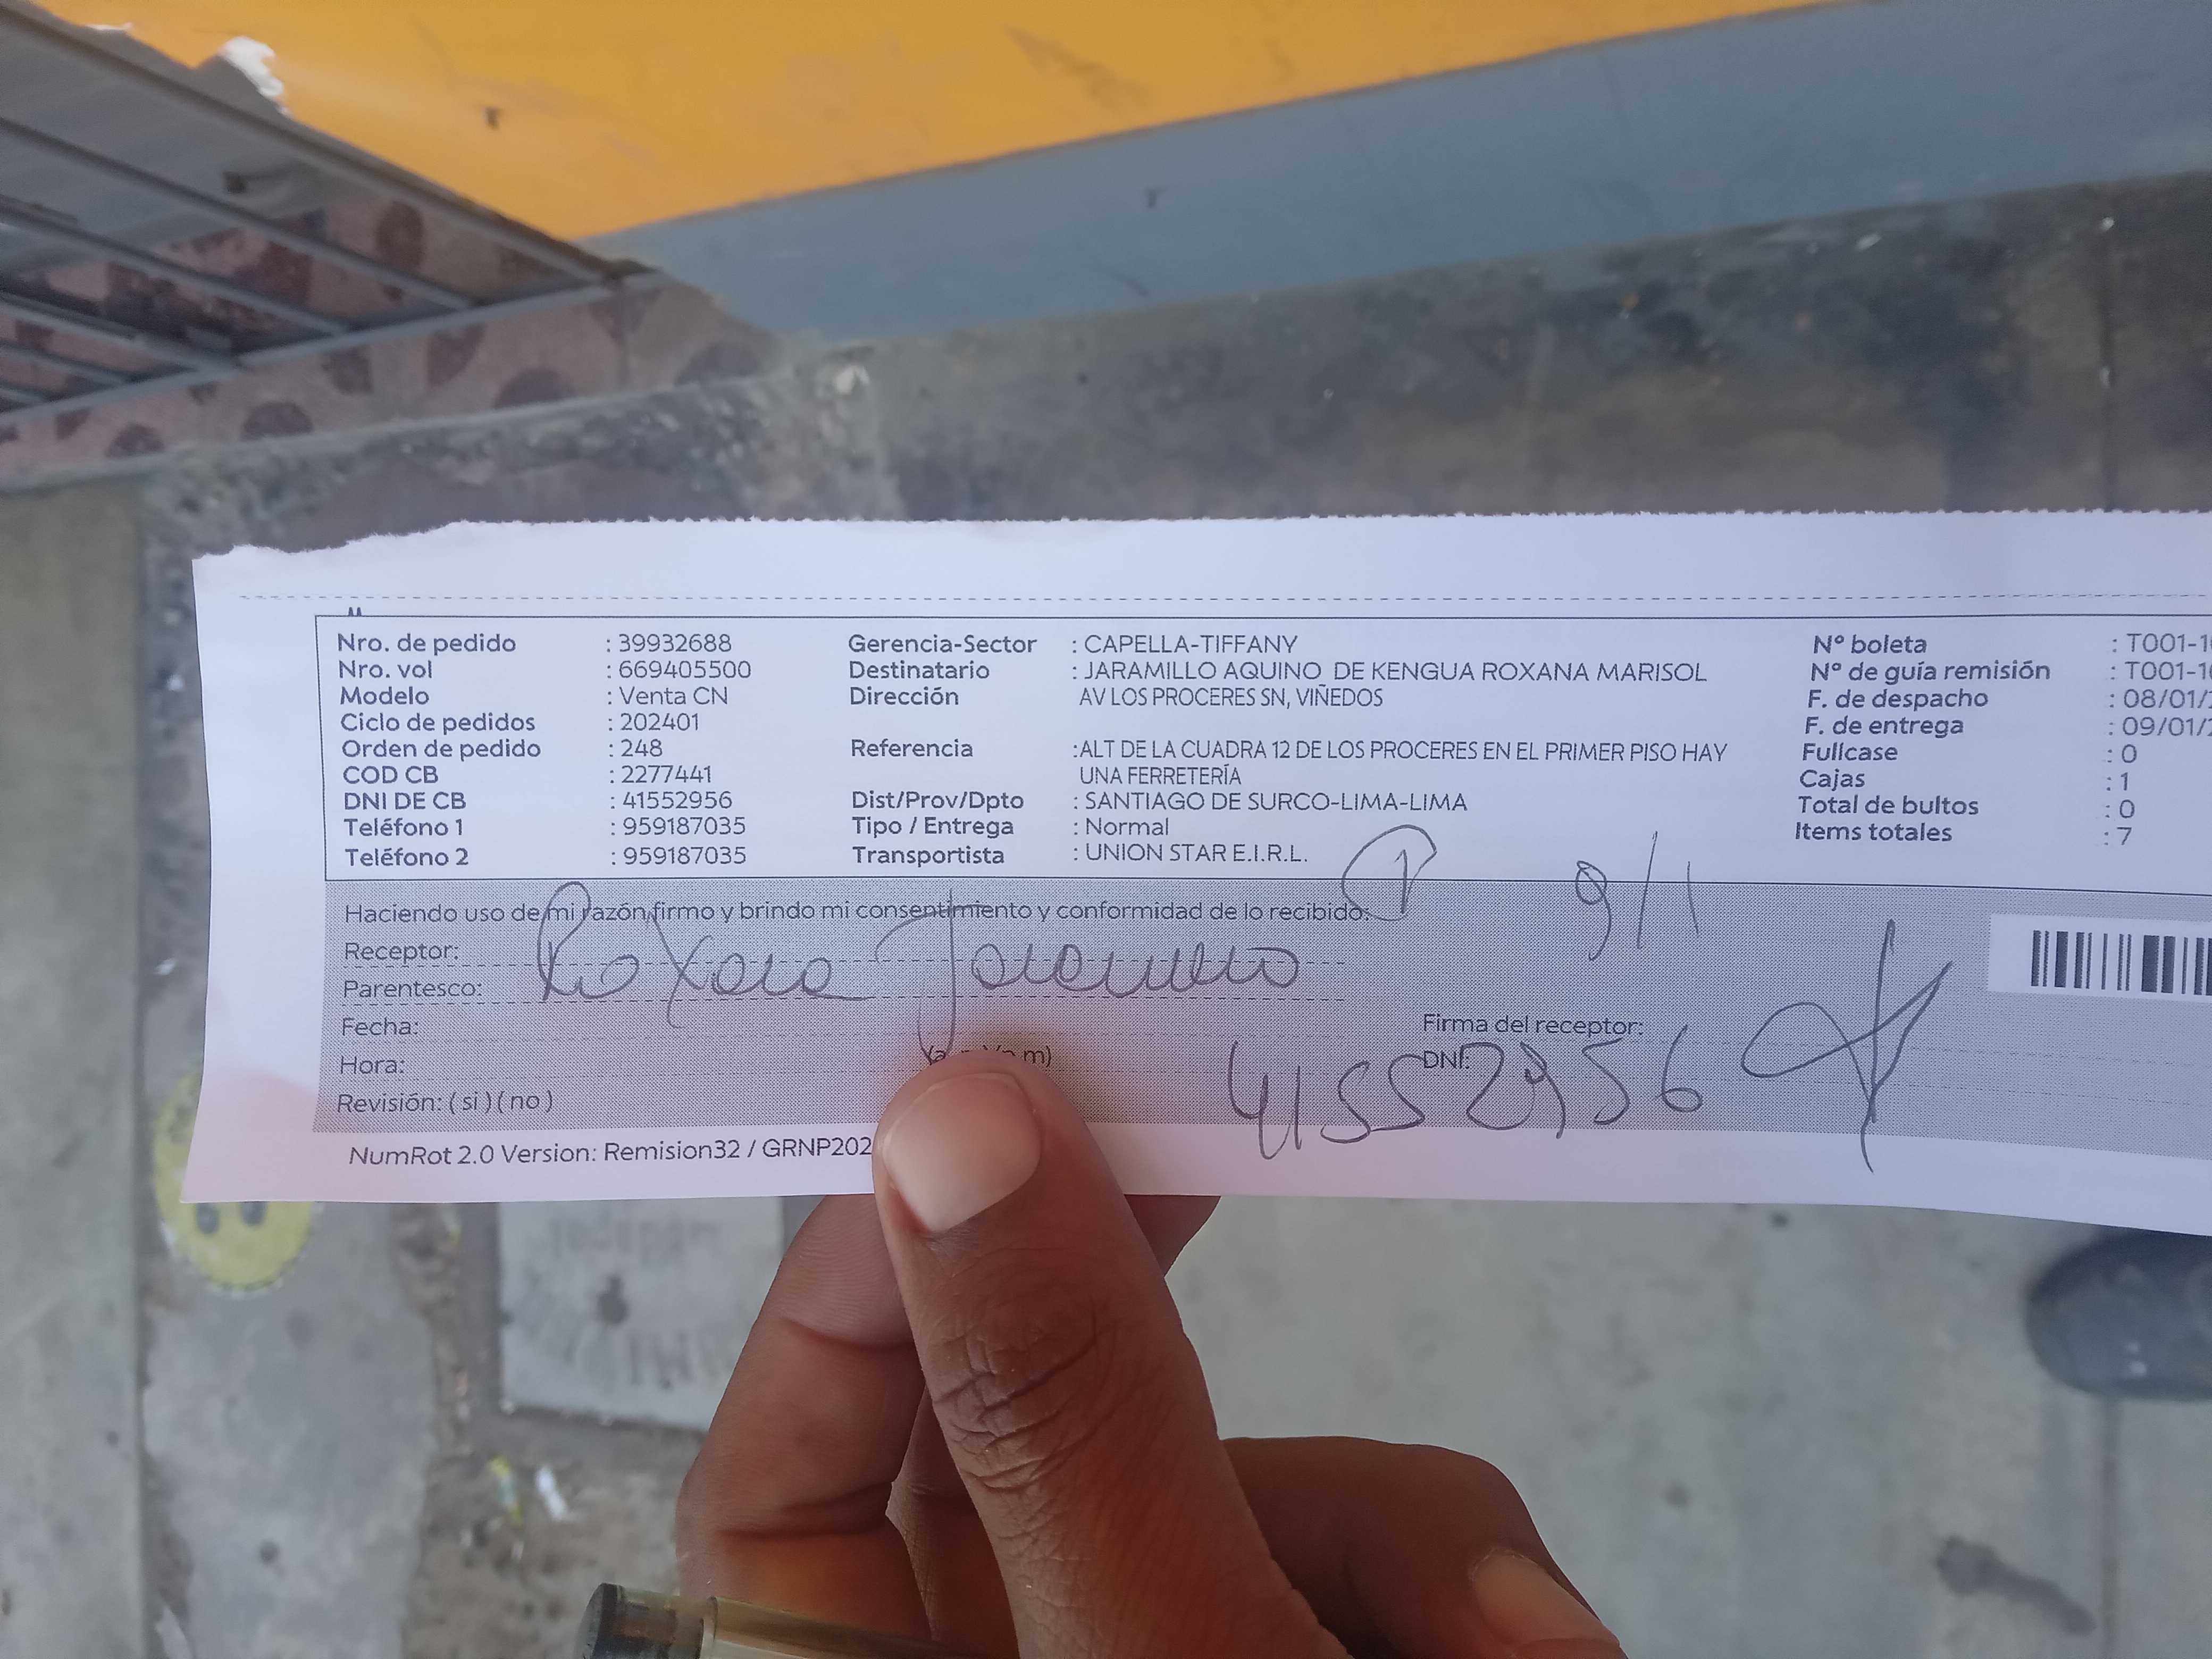 Nro. de pedido : 39932688
Nro. vol : 669405500
Modelo : Venta CN
Ciclo de pedidos : 202401
Orden de pedido : 248
COD CB : 2277441
DNI DE CB : 41552956
Teléfono 1 : 959187035
Teléfono 2 : 959187035
Gerencia-Sector : CAPELLA-TIFFANY
Destinatario : JARAMILLO AQUINO DE KENGUA ROXANA MARISOL
Dirección AV LOS PROCERES SN, VIÑEDOS
Referencia :ALT DE LA CUADRA 12 DE LOS PROCERES EN EL PRIMER PISO HAY
UNA FERRETERÍA
Dist/Prov/Dpto : SANTIAGO DE SURCO-LIMA-LIMA
Tipo / Entrega : Normal
Transportista : UNION STAR E.I.R.L.
Nº boleta : T001-1
Nº de guía remisión : T001-1
F. de despacho : 08/01/
F. de entrega : 09/01/
Fullcase : 0
Cajas : 1
Total de bultos : 0
Items totales : 7
9/1
Haciendo uso de mi razón, firmo y brindo mi consentimiento y conformidad de lo recibido:
Receptor: Roxana Jaramillo
Parentesco:
Fecha:
Hora: m)
Revisión: ( si ) ( no )
Firma del receptor:
DNI: 41552956
NumRot 2.0 Version: Remision32 / GRNP202